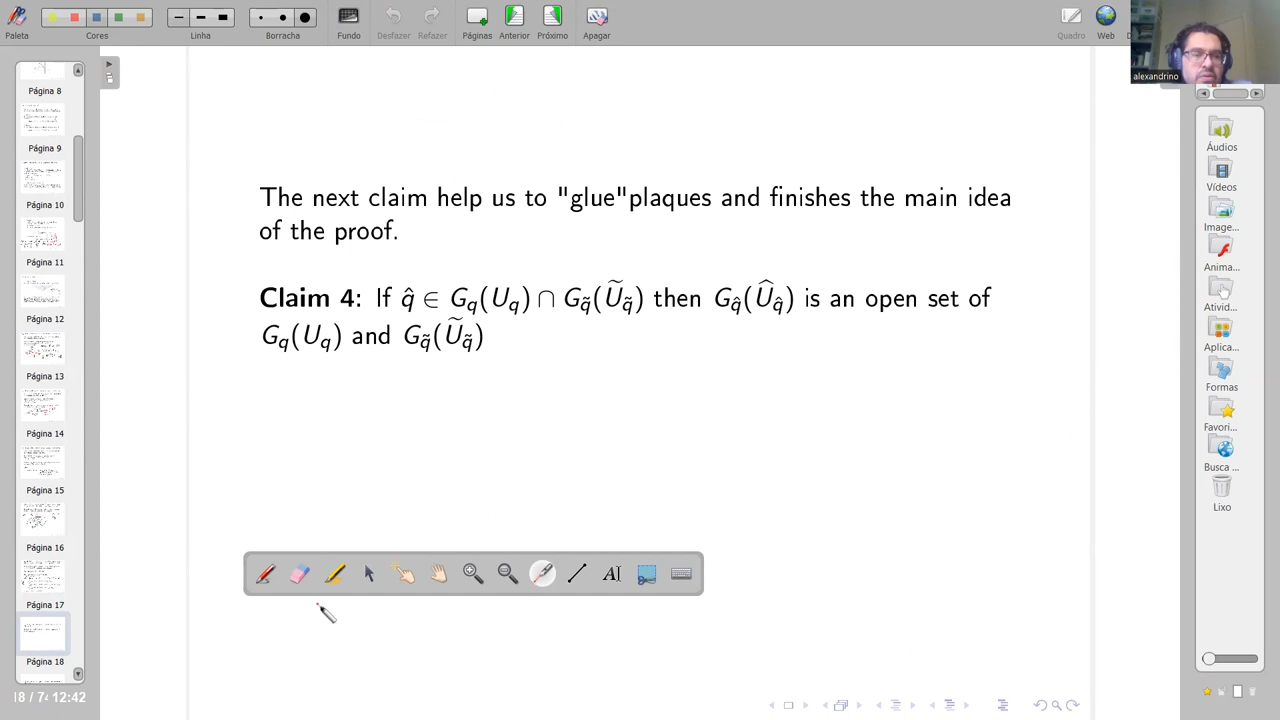 Paleta
Cores
Linha
Borracha
Fundo
Desfazer
Refazer
Páginas
Anterior
Próximo
Apagar
Quadro
Web
alexandrino
Página 8
Página 9
Página 10
Página 11
Página 12
Página 13
Página 14
Página 15
Página 16
Página 17
Página 18
12:42
The next claim help us to "glue"plaques and finishes the main idea
of the proof.
Claim 4: If q̂ ∈ G_q(U_q) ∩ G_q̃(Ũ_q̃) then G_q̂(Û_q̂) is an open set of
G_q(U_q) and G_q̃(Ũ_q̃)
AI
Áudios
Vídeos
Image...
Anima...
Ativid...
Aplica...
Formas
Favori...
Busca ...
Lixo